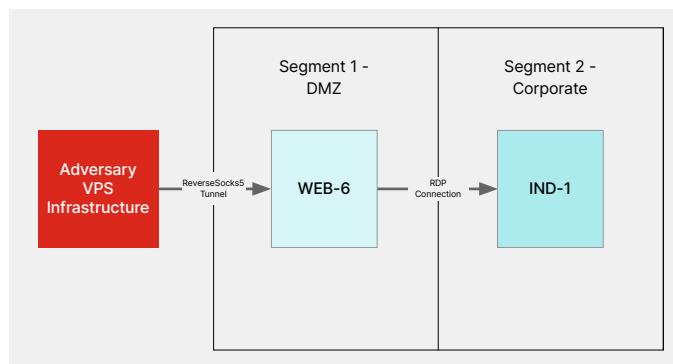 Segment 1 -
DMZ
Segment 2 -
Corporate
Adversary
VPS
Infrastructure
ReverseSocks5
Tunnel
WEB-6
RDP
Connection
IND-1